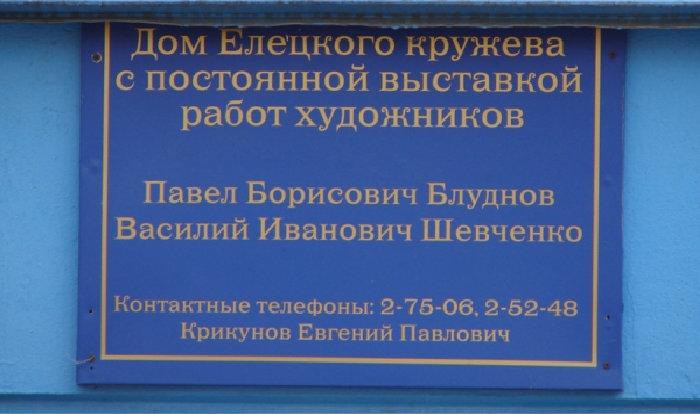 Дом Елецкого кружева
с постоянной выставкой
работ художников
Павел Борисович Блуднов
Василий Иванович Шевченко
Контактные телефоны: 2-75-06, 2-52-48
Крикунов Евгений Павлович